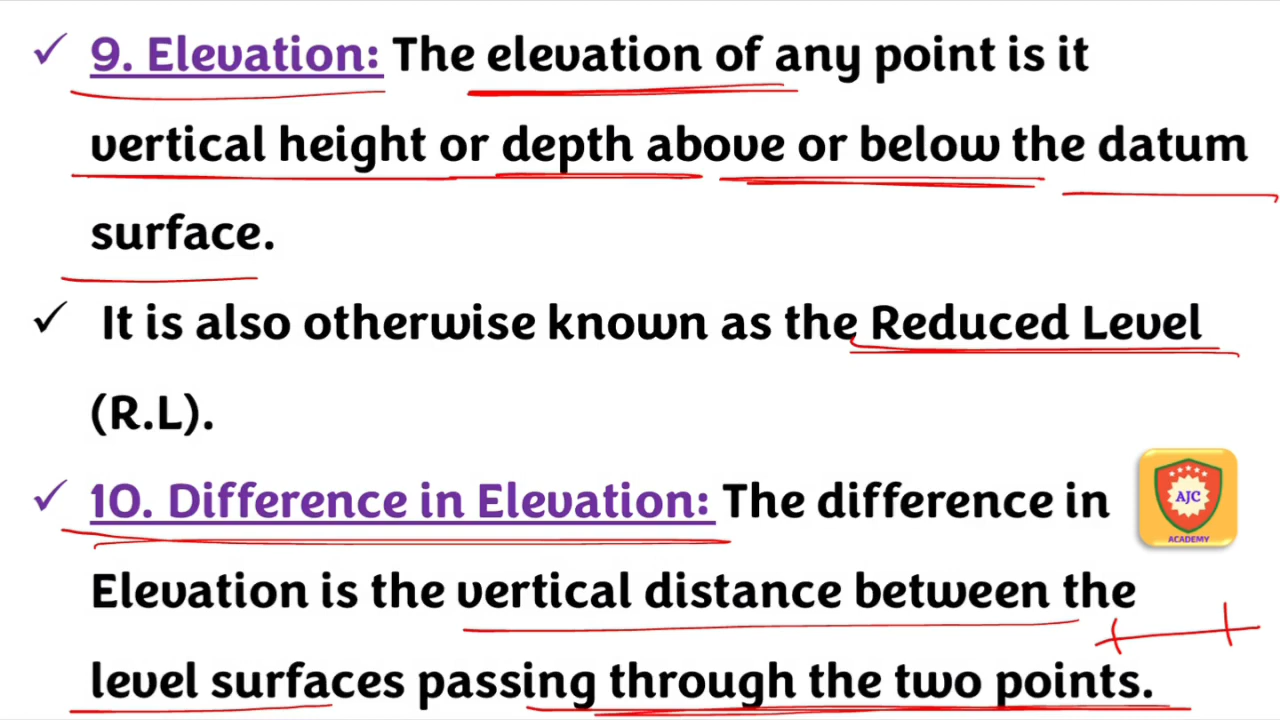 ✓ 9. Elevation: The elevation of any point is it
vertical height or depth above or below the datum
surface.
✓ It is also otherwise known as the Reduced Level
(R.L).
✓ 10. Difference in Elevation: The difference in
AJC
ACADEMY
Elevation is the vertical distance between the
level surfaces passing through the two points.